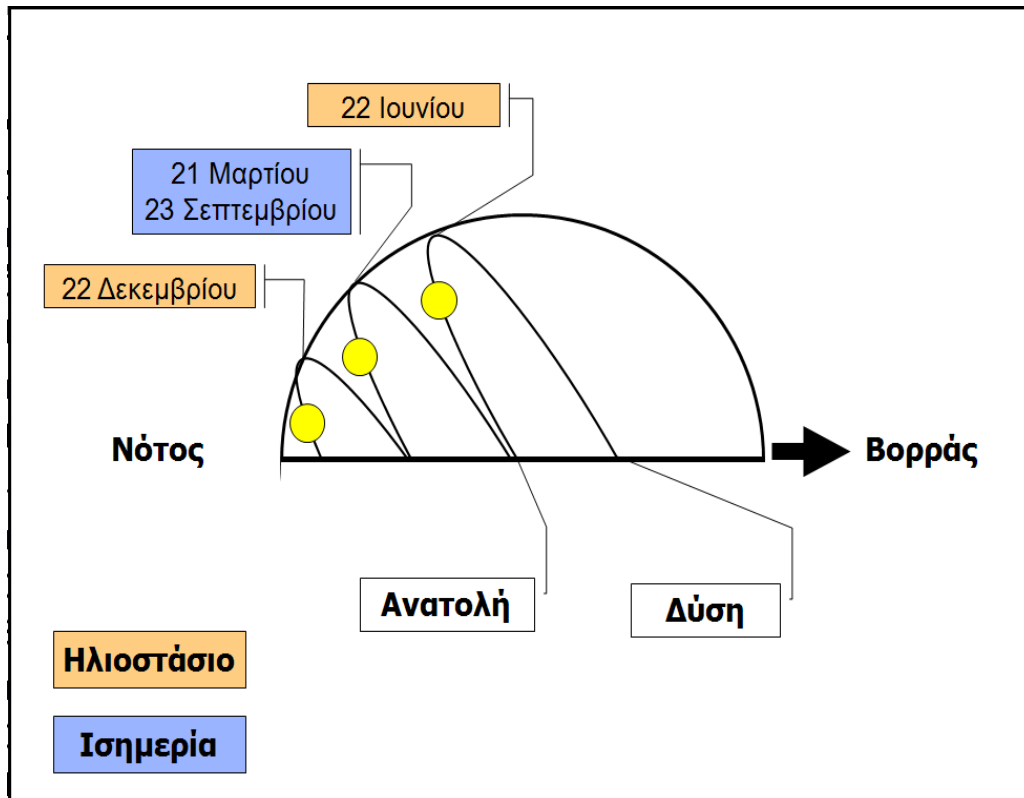 22 Ιουνίου
21 Μαρτίου
23 Σεπτεμβρίου
22 Δεκεμβρίου
Νότος
Βορράς
Ανατολή
Δύση
Ηλιοστάσιο
Ισημερία